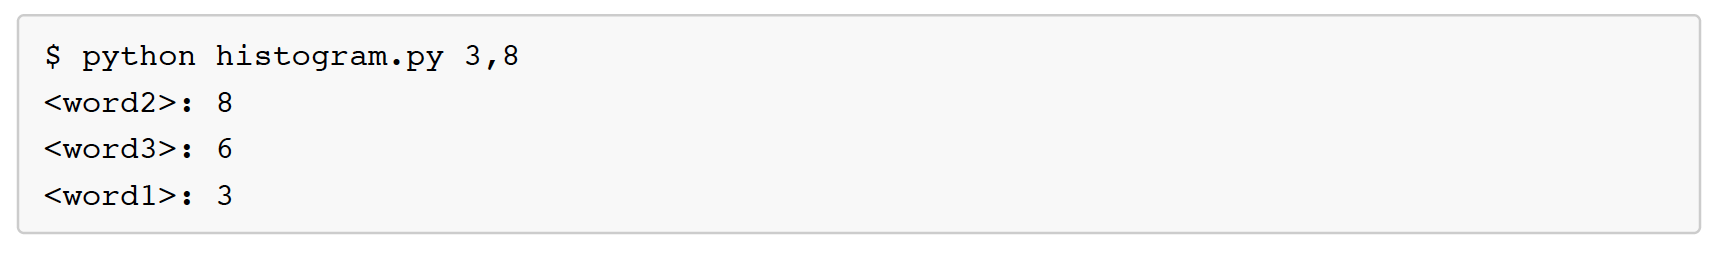 $ python histogram.py 3,8
<word2>: 8
<word3>: 6
<word1>: 3